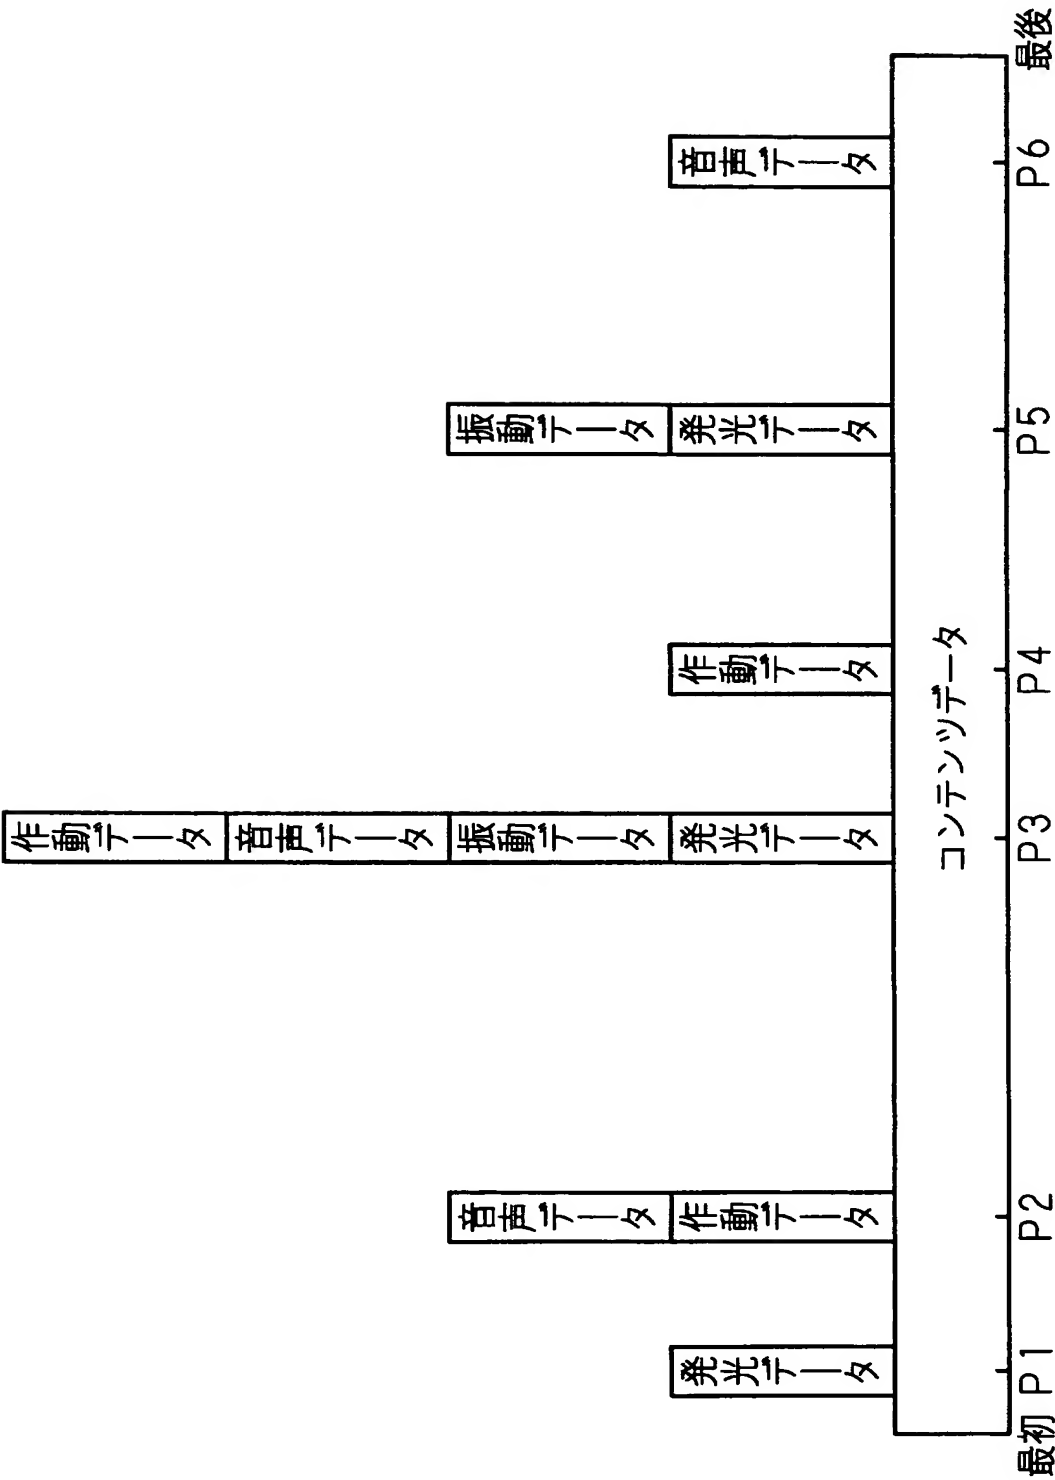 発光データ
音声データ
作動データ
作動データ
音声データ
振動データ
発光データ
作動データ
振動データ
発光データ
音声データ
コンテンツデータ
最初 P1 P2 P3 P4 P5 P6 最後